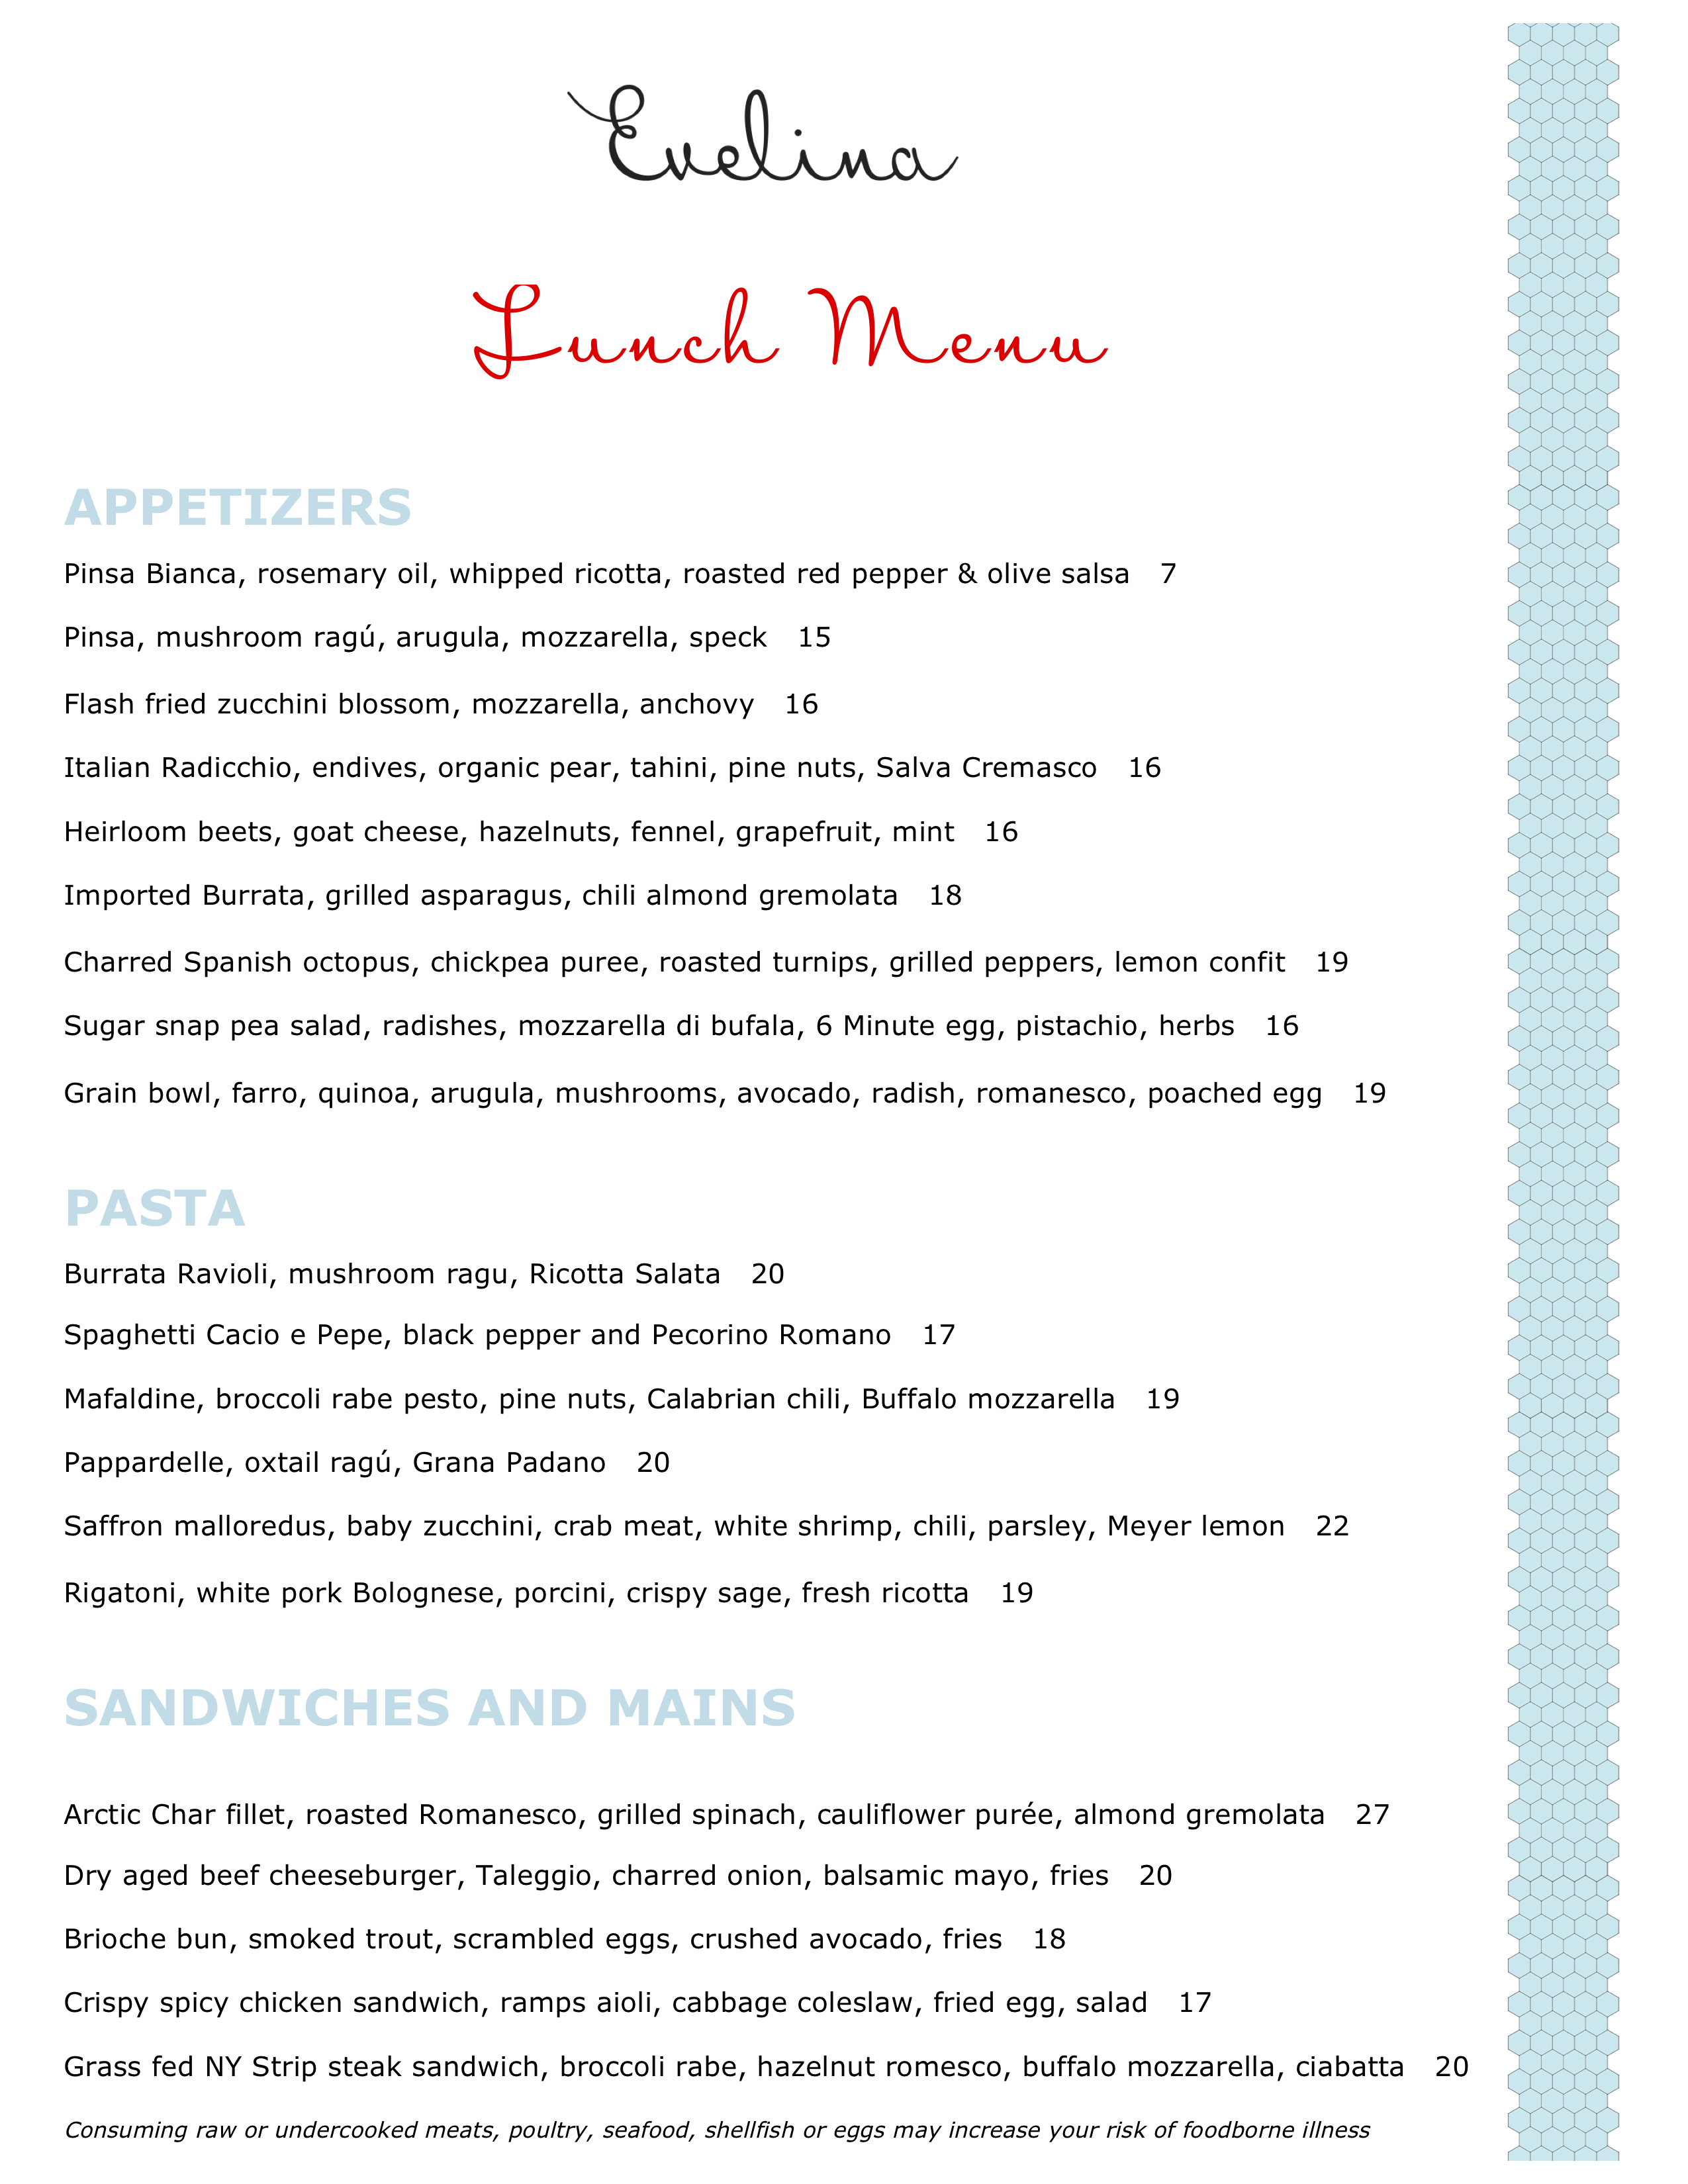 Evelina
Lunch Menu
APPETIZERS
Pinsa Bianca, rosemary oil, whipped ricotta, roasted red pepper & olive salsa 7
Pinsa, mushroom ragú, arugula, mozzarella, speck 15
Flash fried zucchini blossom, mozzarella, anchovy 16
Italian Radicchio, endives, organic pear, tahini, pine nuts, Salva Cremasco 16
Heirloom beets, goat cheese, hazelnuts, fennel, grapefruit, mint 16
Imported Burrata, grilled asparagus, chili almond gremolata 18
Charred Spanish octopus, chickpea puree, roasted turnips, grilled peppers, lemon confit 19
Sugar snap pea salad, radishes, mozzarella di bufala, 6 Minute egg, pistachio, herbs 16
Grain bowl, farro, quinoa, arugula, mushrooms, avocado, radish, romanesco, poached egg 19
PASTA
Burrata Ravioli, mushroom ragu, Ricotta Salata 20
Spaghetti Cacio e Pepe, black pepper and Pecorino Romano 17
Mafaldine, broccoli rabe pesto, pine nuts, Calabrian chili, Buffalo mozzarella 19
Pappardelle, oxtail ragú, Grana Padano 20
Saffron malloredus, baby zucchini, crab meat, white shrimp, chili, parsley, Meyer lemon 22
Rigatoni, white pork Bolognese, porcini, crispy sage, fresh ricotta 19
SANDWICHES AND MAINS
Arctic Char fillet, roasted Romanesco, grilled spinach, cauliflower purée, almond gremolata 27
Dry aged beef cheeseburger, Taleggio, charred onion, balsamic mayo, fries 20
Brioche bun, smoked trout, scrambled eggs, crushed avocado, fries 18
Crispy spicy chicken sandwich, ramps aioli, cabbage coleslaw, fried egg, salad 17
Grass fed NY Strip steak sandwich, broccoli rabe, hazelnut romesco, buffalo mozzarella, ciabatta 20
Consuming raw or undercooked meats, poultry, seafood, shellfish or eggs may increase your risk of foodborne illness